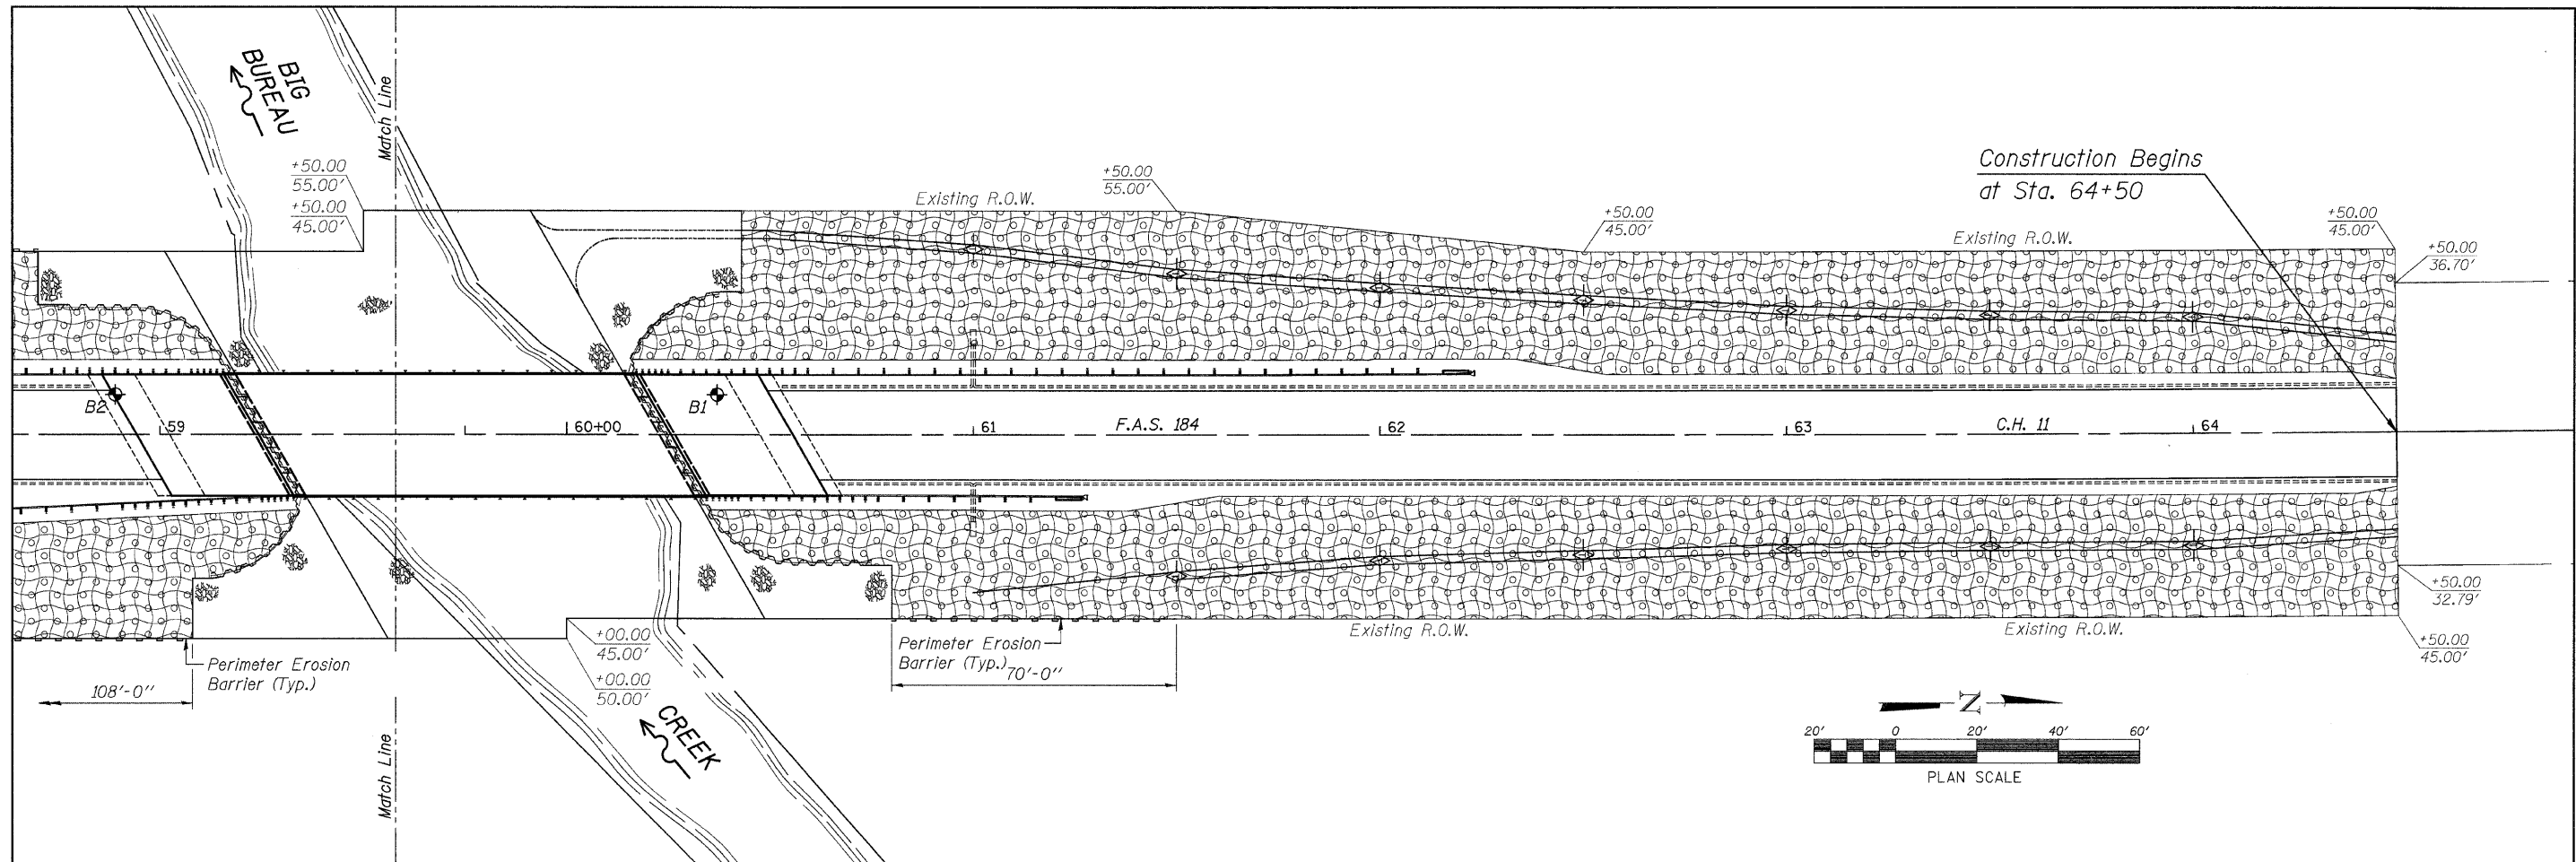 BIG
BUREAU
Match Line
+50.00
55.00'
+50.00
45.00'
Existing R.O.W.
+50.00
55.00'
+50.00
45.00'
Construction Begins
at Sta. 64+50
Existing R.O.W.
+50.00
45.00'
+50.00
36.70'
B2
B1
59
60+00
61
F.A.S. 184
62
63
C.H. 11
64
Perimeter Erosion
Barrier (Typ.)
108'-0"
+00.00
45.00'
+00.00
50.00'
Perimeter Erosion
Barrier (Typ.)
70'-0"
Existing R.O.W.
Existing R.O.W.
+50.00
32.79'
+50.00
45.00'
CREEK
Match Line
Z
20' 0 20' 40' 60'
PLAN SCALE